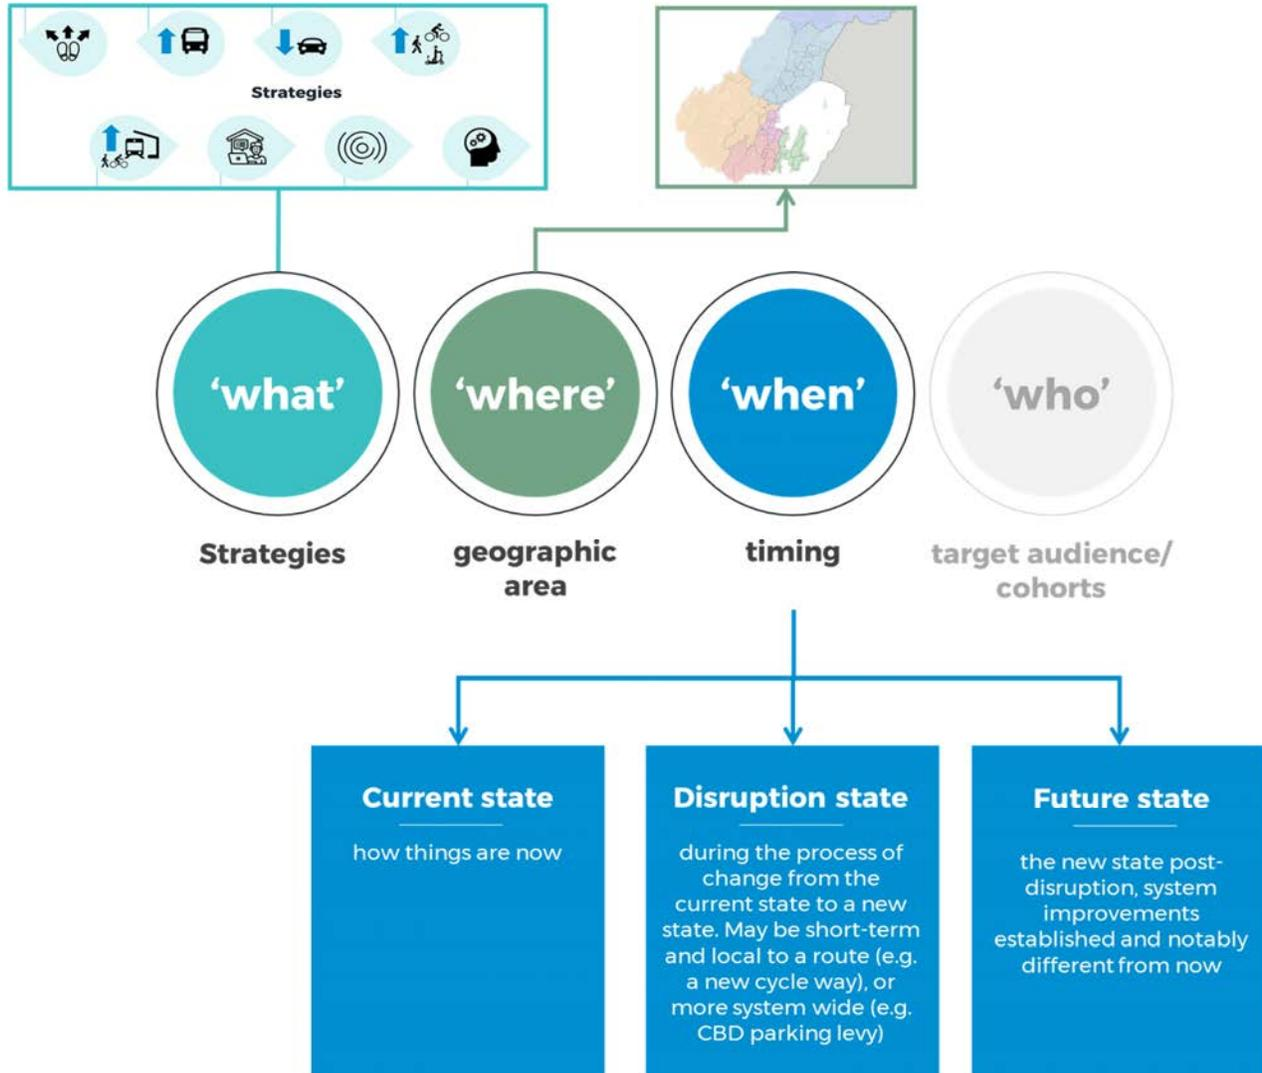 Strategies
‘what’
‘where’
‘when’
‘who’
Strategies
geographic
area
timing
target audience/
cohorts
Current state
how things are now
Disruption state
during the process of
change from the
current state to a new
state. May be short-term
and local to a route (e.g.
a new cycle way), or
more system wide (e.g.
CBD parking levy)
Future state
the new state post-
disruption, system
improvements
established and notably
different from now